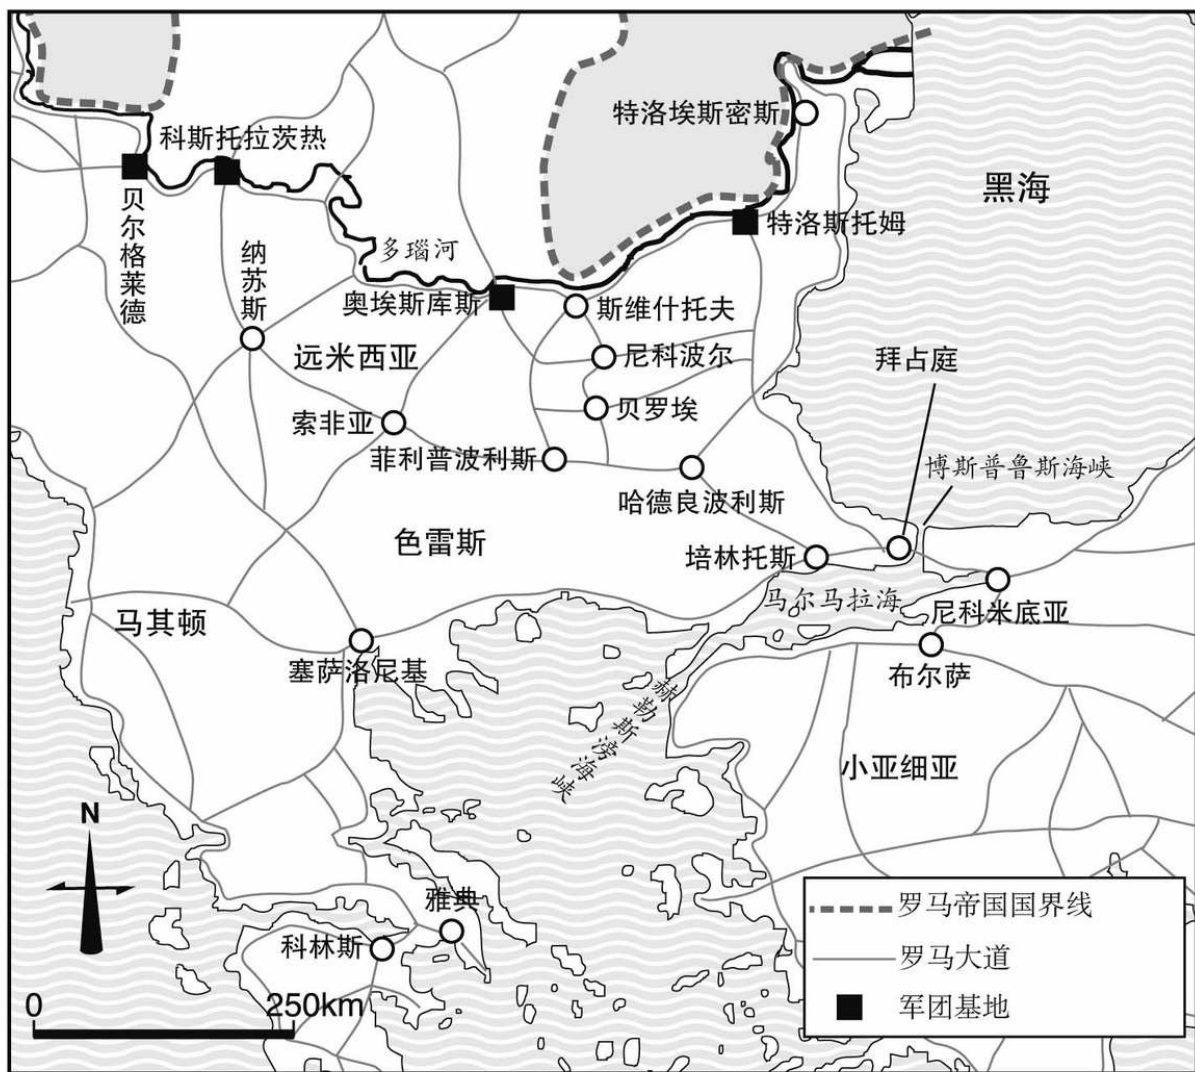 特洛埃斯密斯
科斯托拉茨热
黑海
贝尔格莱德
特洛斯托姆
纳苏斯
多瑙河
奥埃斯库斯
斯维什托夫
远米西亚
尼科波尔
拜占庭
索非亚
贝罗埃
菲利普波利斯
博斯普鲁斯海峡
哈德良波利斯
色雷斯
培林托斯
马尔马拉海
尼科米底亚
马其顿
塞萨洛尼基
布尔萨
赫勒斯滂海峡
小亚细亚
N
雅典
科林斯
0
250km
罗马帝国国界线
罗马大道
军团基地